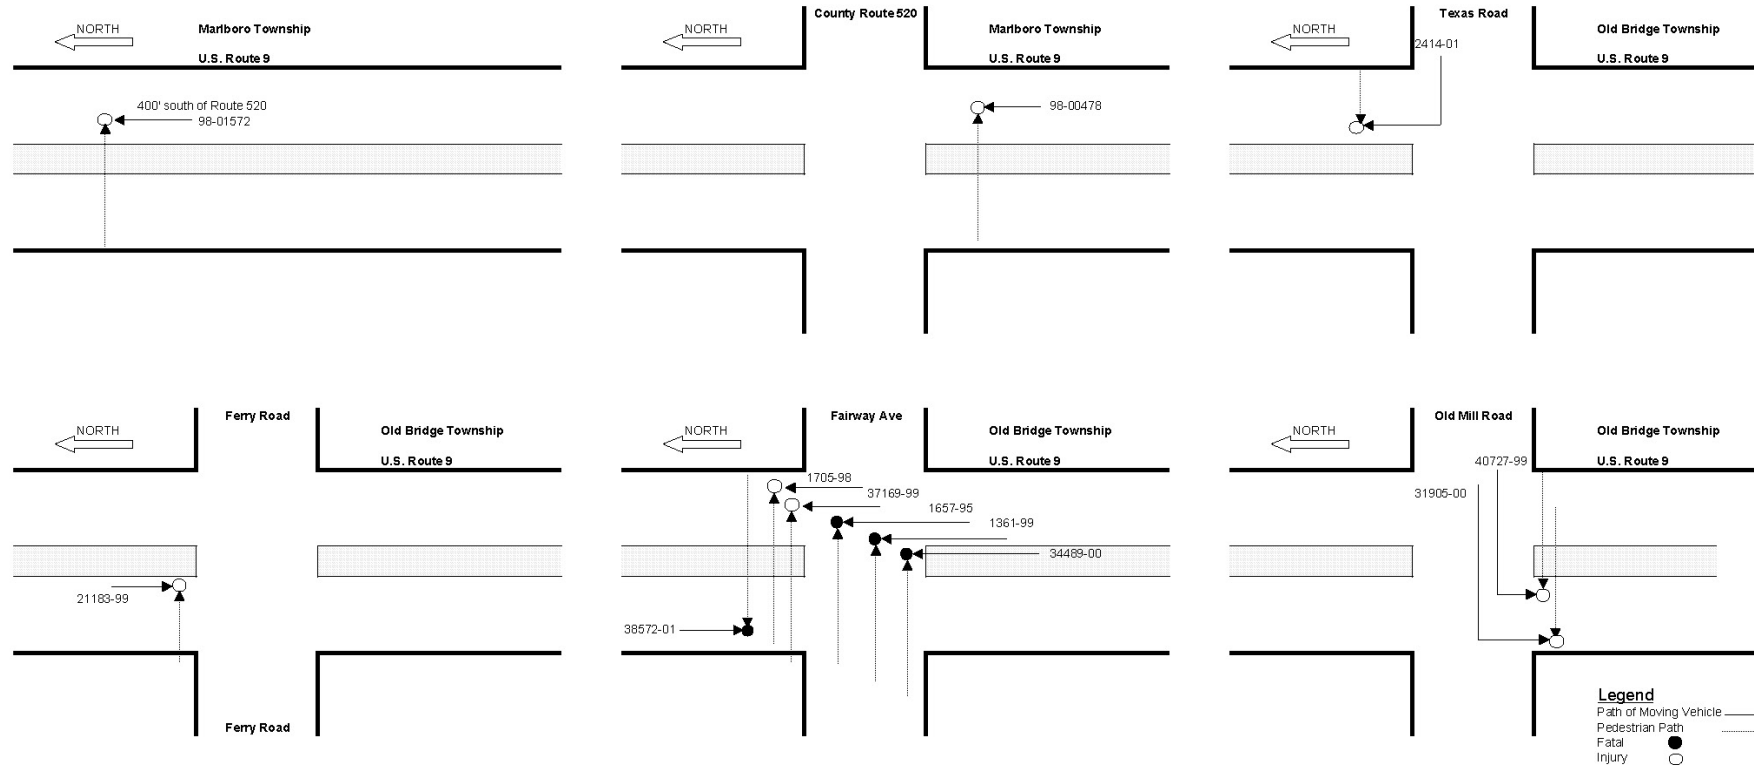 NORTH
Marlboro Township
U.S. Route 9
400' south of Route 520
98-01572
County Route 520
NORTH
Marlboro Township
U.S. Route 9
98-00478
Texas Road
NORTH
2414-01
Old Bridge Township
U.S. Route 9
Ferry Road
NORTH
Old Bridge Township
U.S. Route 9
21183-99
Ferry Road
Fairway Ave
NORTH
Old Bridge Township
U.S. Route 9
1705-98
37169-99
1657-95
1361-99
34489-00
38572-01
Old Mill Road
NORTH
Old Bridge Township
40727-99
U.S. Route 9
31905-00
Legend
Path of Moving Vehicle
Pedestrian Path
Fatal
Injury